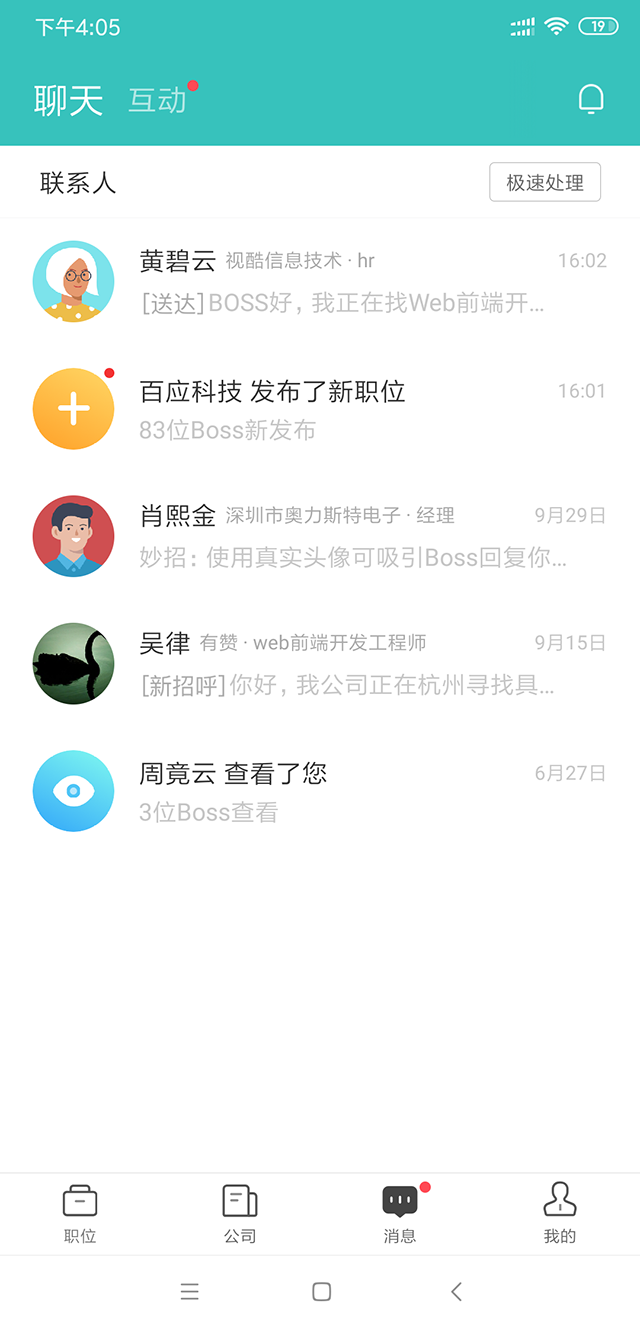 下午4:05
19
聊天 互动
联系人 极速处理
黄碧云 视酷信息技术 · hr 16:02
[送达]BOSS好，我正在找Web前端开...
百应科技 发布了新职位 16:01
83位Boss新发布
肖熙金 深圳市奥力斯特电子 · 经理 9月29日
妙招：使用真实头像可吸引Boss回复你...
吴律 有赞 · web前端开发工程师 9月15日
[新招呼]你好，我公司正在杭州寻找具...
周竟云 查看了您 6月27日
3位Boss查看
职位 公司 消息 我的